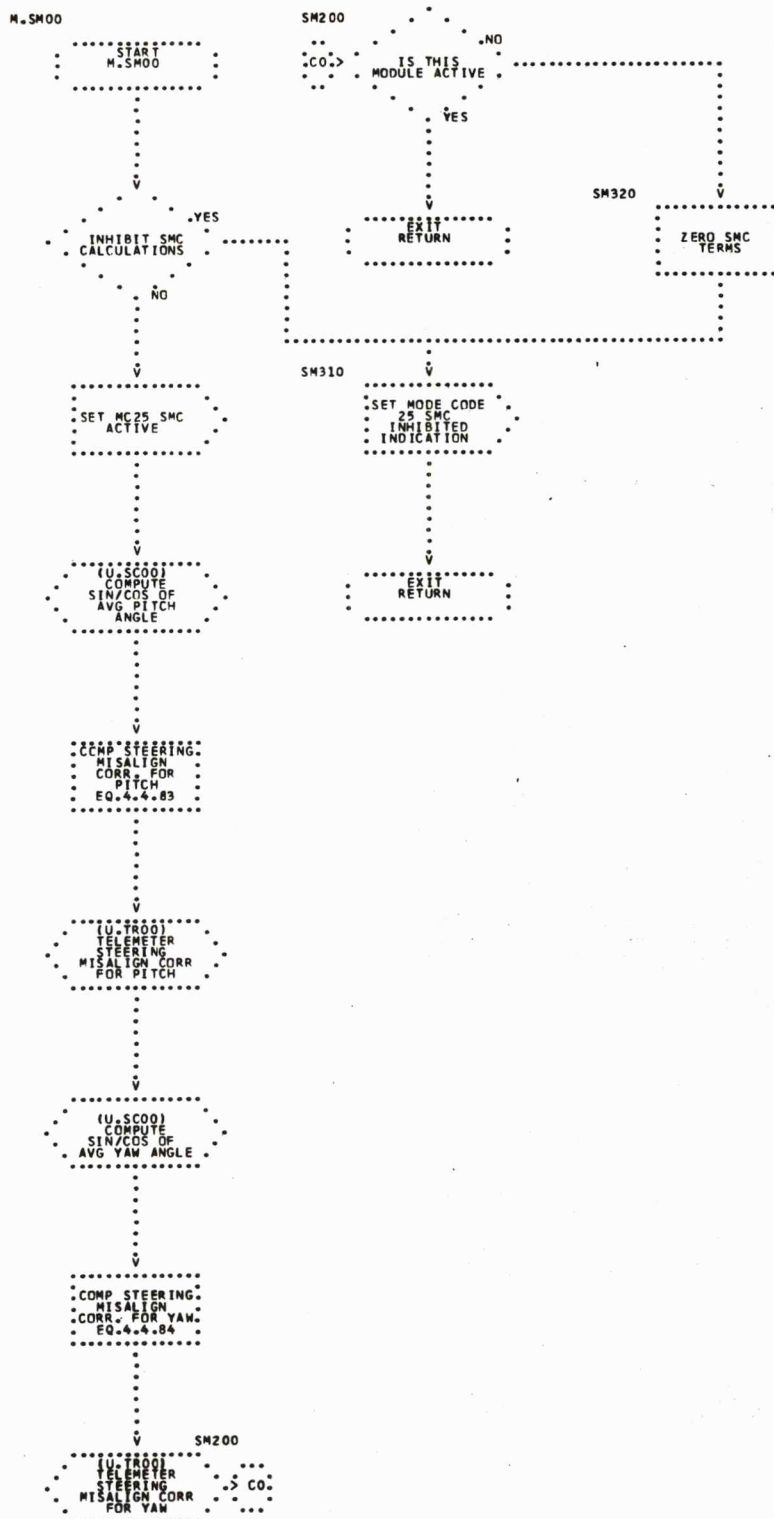 M.SM00
START
M.SM00
INHIBIT SMC
CALCULATIONS
.YES
NO
SET MC25 SMC
ACTIVE
(U.SC00)
COMPUTE
SIN/COS OF
AVG PITCH
ANGLE
CCMP STEERING
MISALIGN
CORR. FOR
PITCH
EQ.4.4.83
(U.TR00)
TELEMETER
STEERING
MISALIGN CORR
FOR PITCH
(U.SC00)
COMPUTE
SIN/COS OF
AVG YAW ANGLE
COMP STEERING
MISALIGN
CORR. FOR YAW
EQ.4.4.84
(U.TR00)
TELEMETER
STEERING
MISALIGN CORR
FOR YAW
SM200
.> CO.
SM200
.CO.>
IS THIS
MODULE ACTIVE
.NO
YES
EXIT
RETURN
SM320
ZERO SMC
TERMS
SM310
SET MODE CODE
25 SMC
INHIBITED
INDICATION
EXIT
RETURN